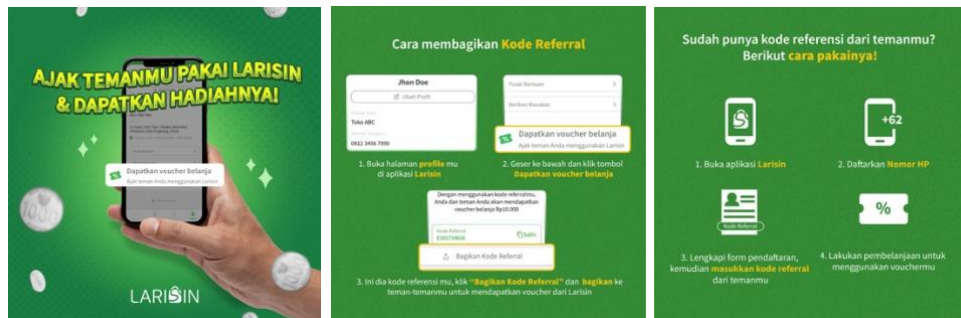 AJAK TEMANMU PAKAI LARISIN
& DAPATKAN HADIAHNYA!
Dapatkan voucher belanja
Ajak teman Anda menggunakan Larisin
LARISIN
Cara membagikan Kode Referral
Jhon Doe
Ubah Profil
Toko ABC
0812 3456 7890
Pusat Bantuan
Berikan Masukan
Dapatkan voucher belanja
Ajak teman Anda menggunakan Larisin
1. Buka halaman profile mu
di aplikasi Larisin
2. Geser ke bawah dan klik tombol
Dapatkan voucher belanja
Dengan menggunakan kode referralmu,
Anda dan teman Anda akan mendapatkan
voucher belanja Rp10.000
Kode Referral
Salin
Bagikan Kode Referral
3. Ini dia kode referensi mu, klik "Bagikan Kode Referral" dan bagikan ke
teman-temanmu untuk mendapatkan voucher dari Larisin
Sudah punya kode referensi dari temanmu?
Berikut cara pakainya!
+62
1. Buka aplikasi Larisin
2. Daftarkan Nomor HP
Kode Referral
%
3. Lengkapi form pendaftaran,
kemudian masukkan kode referral
dari temanmu
4. Lakukan pembelanjaan untuk
menggunakan vouchermu